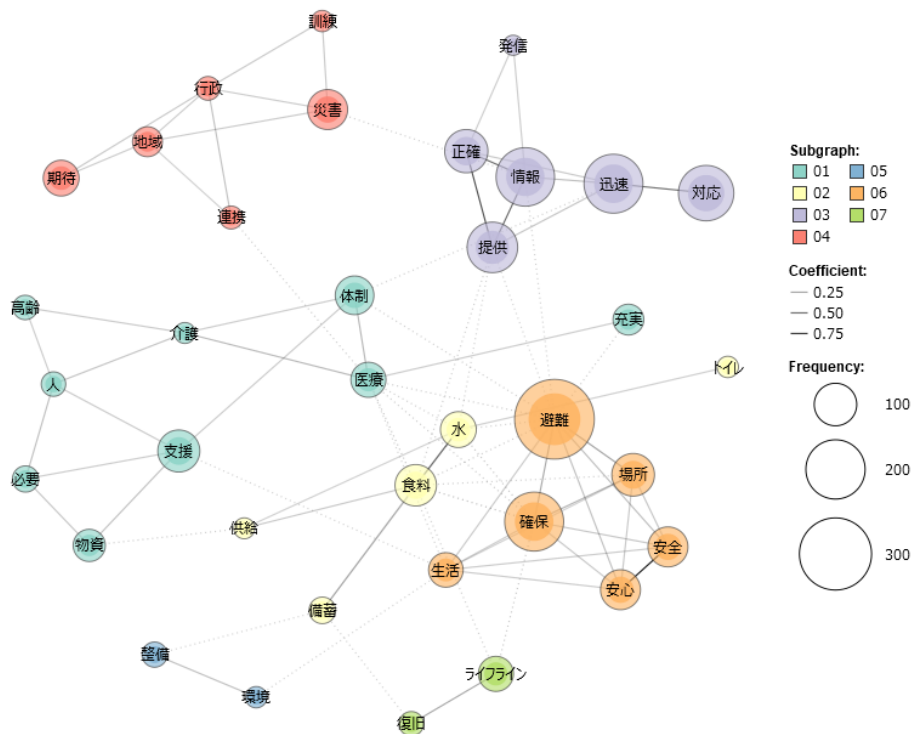 訓練
発信
行政
災害
正確
地域
情報
迅速
対応
期待
連携
提供
体制
高齢
充実
介護
医療
トイレ
人
避難
水
支援
場所
必要
食料
確保
供給
物資
安全
生活
安心
備蓄
整備
ライフライン
環境
復旧
Subgraph:
01 05
02 06
03 07
04
Coefficient:
0.25
0.50
0.75
Frequency:
100
200
300